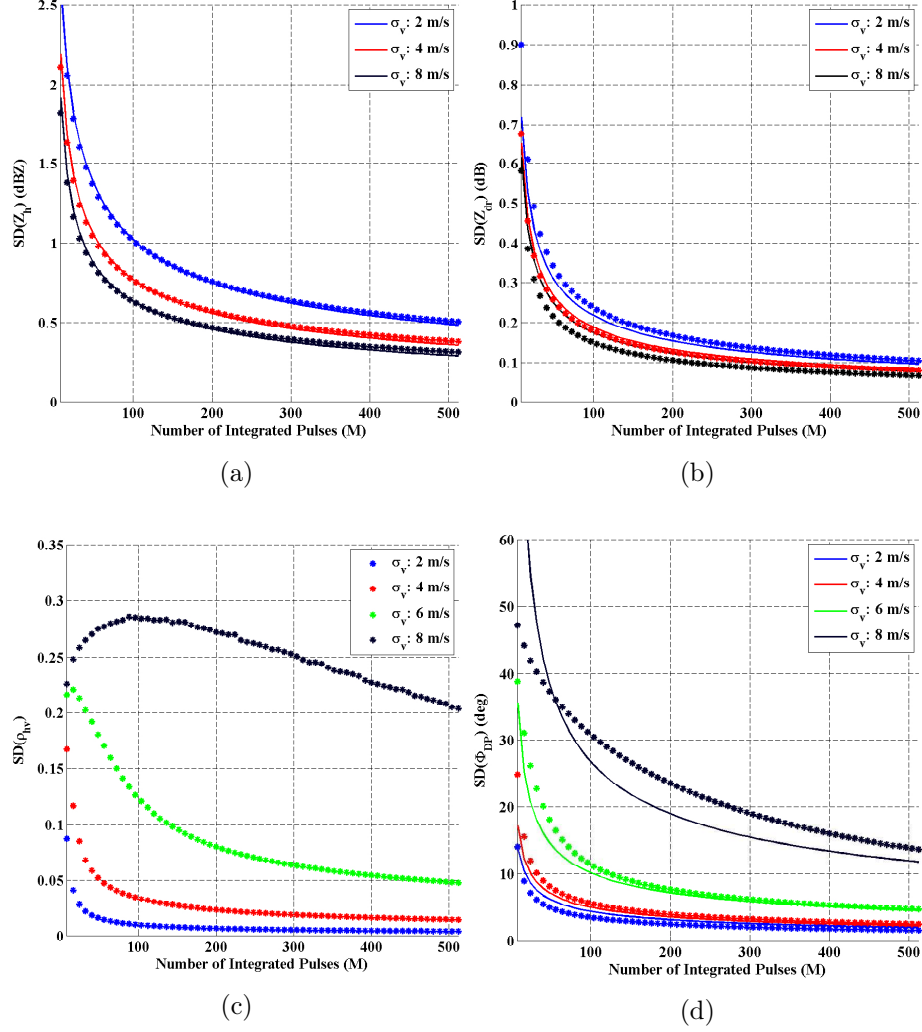 2.5
2
1.5
1
0.5
0
SD(Z_h) (dBZ)
σ_v: 2 m/s
σ_v: 4 m/s
σ_v: 8 m/s
100 200 300 400 500
Number of Integrated Pulses (M)
(a)
1
0.9
0.8
0.7
0.6
0.5
0.4
0.3
0.2
0.1
0
SD(Z_dr) (dB)
σ_v: 2 m/s
σ_v: 4 m/s
σ_v: 8 m/s
100 200 300 400 500
Number of Integrated Pulses (M)
(b)
0.35
0.3
0.25
0.2
0.15
0.1
0.05
0
SD(ρ_hv)
σ_v: 2 m/s
σ_v: 4 m/s
σ_v: 6 m/s
σ_v: 8 m/s
100 200 300 400 500
Number of Integrated Pulses (M)
(c)
60
50
40
30
20
10
0
SD(Φ_DP) (deg)
σ_v: 2 m/s
σ_v: 4 m/s
σ_v: 6 m/s
σ_v: 8 m/s
100 200 300 400 500
Number of Integrated Pulses (M)
(d)